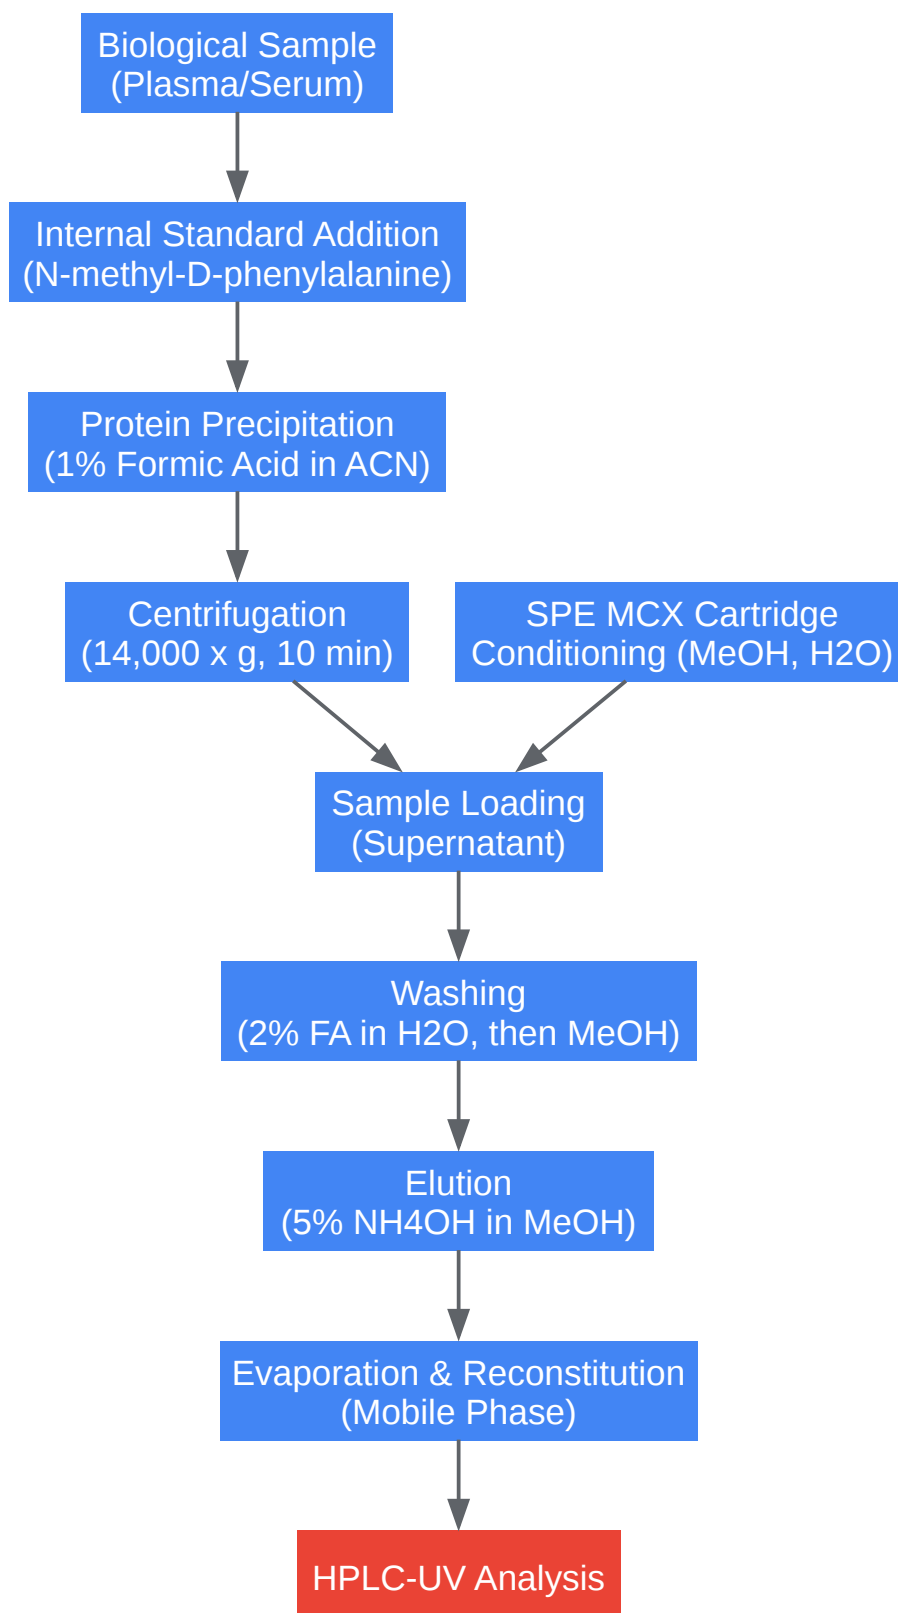 Biological Sample
(Plasma/Serum)
Internal Standard Addition
(N-methyl-D-phenylalanine)
Protein Precipitation
(1% Formic Acid in ACN)
Centrifugation
(14,000 x g, 10 min)
SPE MCX Cartridge
Conditioning (MeOH, H2O)
Sample Loading
(Supernatant)
Washing
(2% FA in H2O, then MeOH)
Elution
(5% NH4OH in MeOH)
Evaporation & Reconstitution
(Mobile Phase)
HPLC-UV Analysis